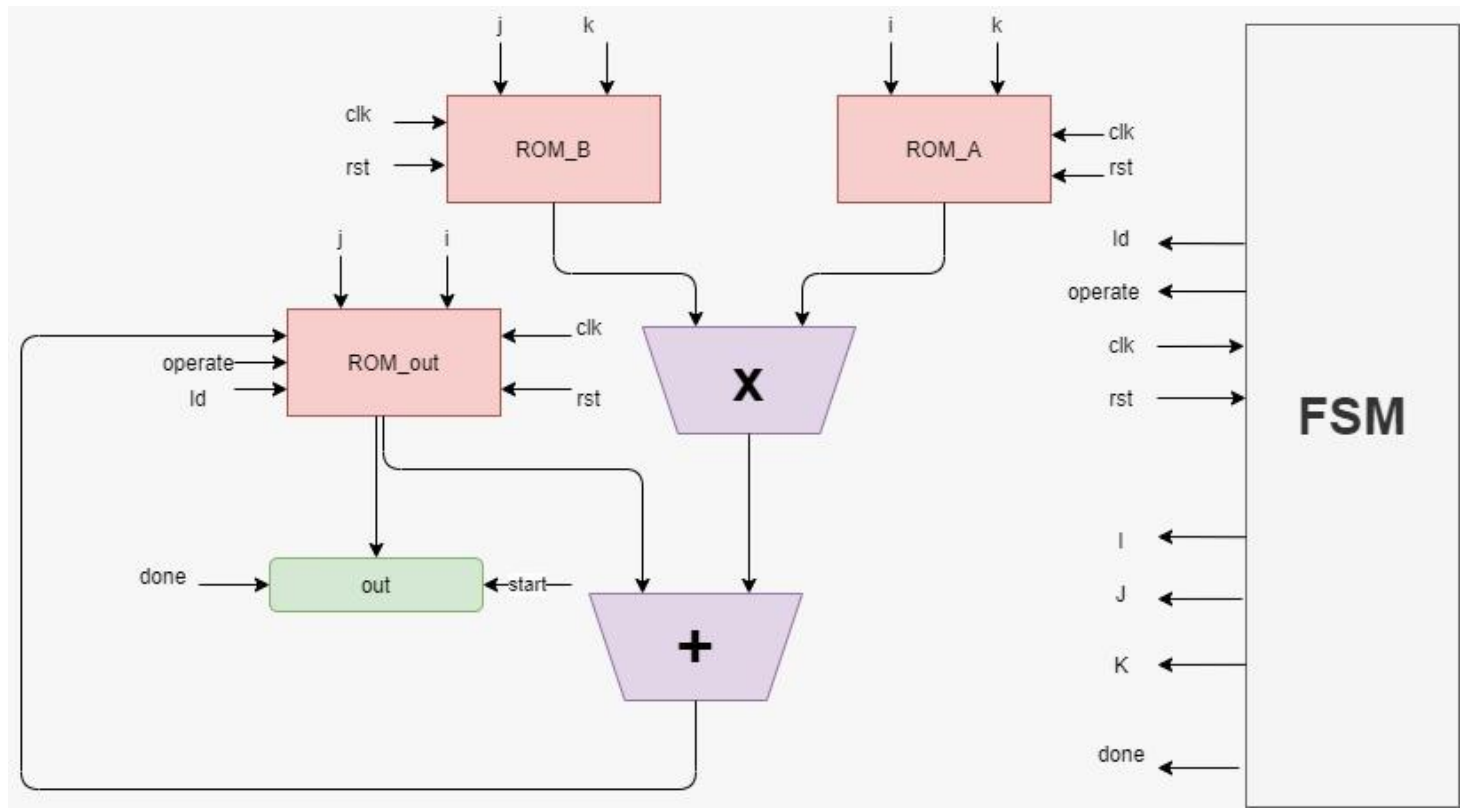 j
k
i
k
clk
rst
ROM_B
ROM_A
clk
rst
j
i
ld
operate
clk
rst
operate
ld
ROM_out
clk
rst
X
FSM
done
out
start
+
I
J
K
done